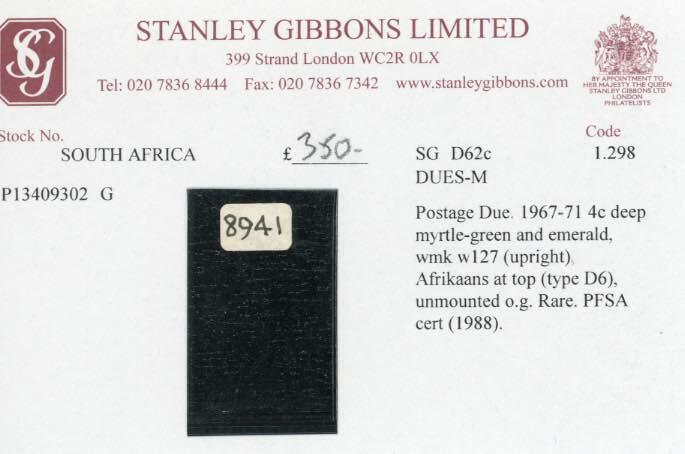 STANLEY GIBBONS LIMITED
399 Strand London WC2R 0LX
Tel: 020 7836 8444 Fax: 020 7836 7342 www.stanleygibbons.com
SG
BY APPOINTMENT TO
HER MAJESTY THE QUEEN
STANLEY GIBBONS LTD
LONDON
PHILATELISTS
Stock No.
Code
SOUTH AFRICA £ 350- SG D62c 1.298
DUES-M
P13409302 G
8941
Postage Due. 1967-71 4c deep
myrtle-green and emerald,
wmk w127 (upright),
Afrikaans at top (type D6),
unmounted o.g. Rare. PFSA
cert (1988).